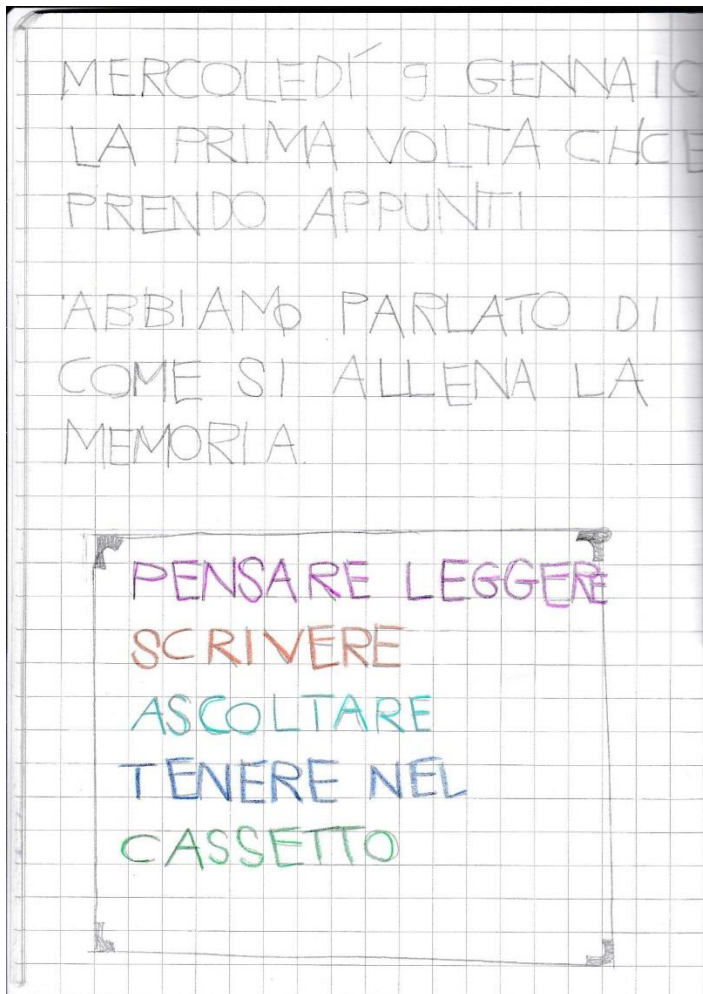 MERCOLEDÍ 9 GENNAIO
LA PRIMA VOLTA CHCE
PRENDO APPUNTI
ABBIAMO PARLATO DI
COME SI ALLENA LA
MEMORIA.
PENSARE LEGGERE
SCRIVERE
ASCOLTARE
TENERE NEL
CASSETTO